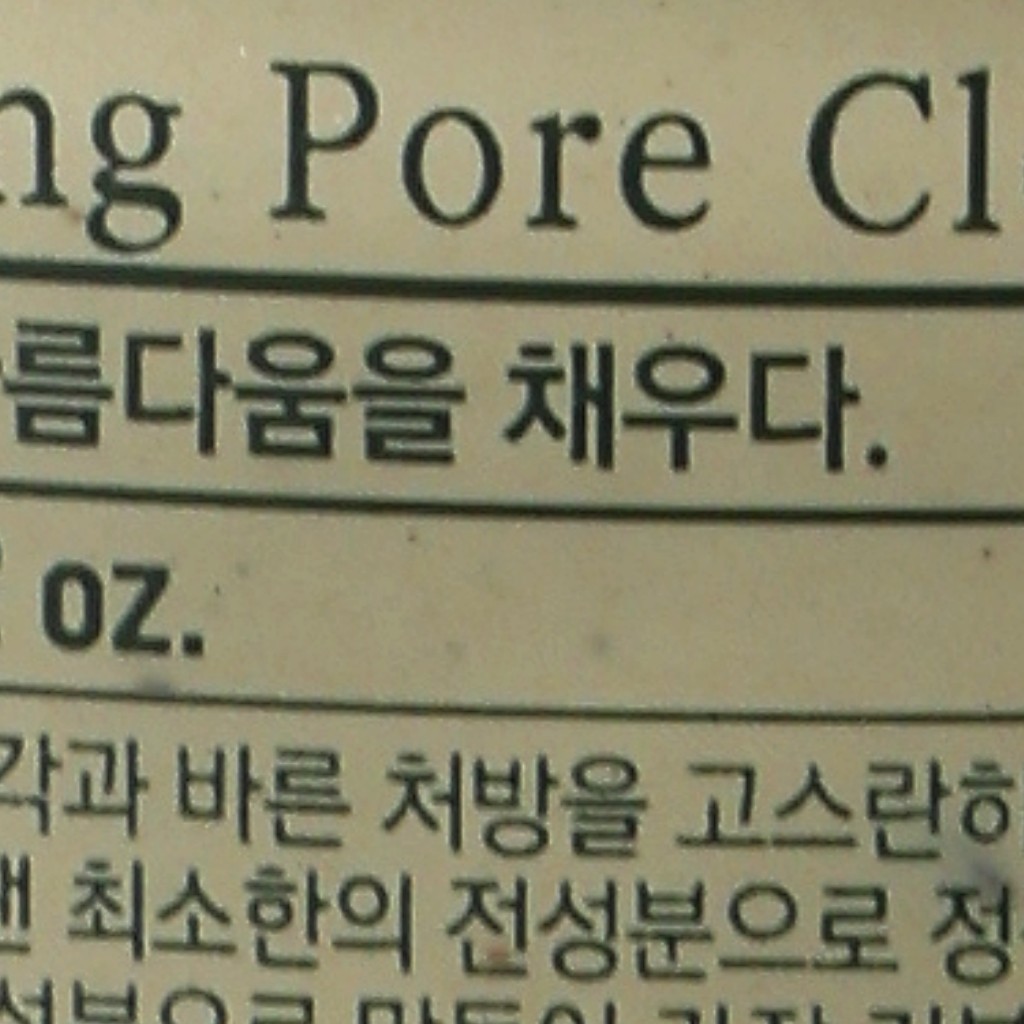 ng Pore Cl
름다움을 채우다.
oz.
각과 바른 처방을 고스란히
최소한의 전성분으로 정